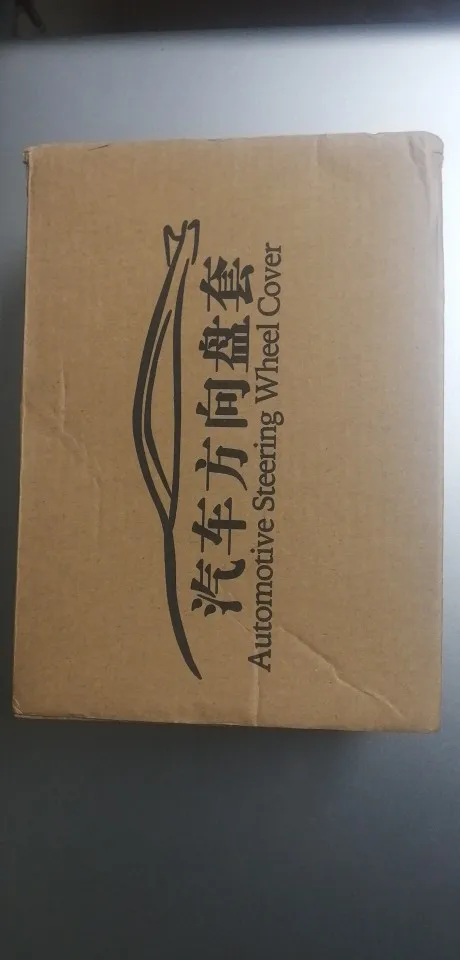 汽车方向盘套
Automotive Steering Wheel Cover